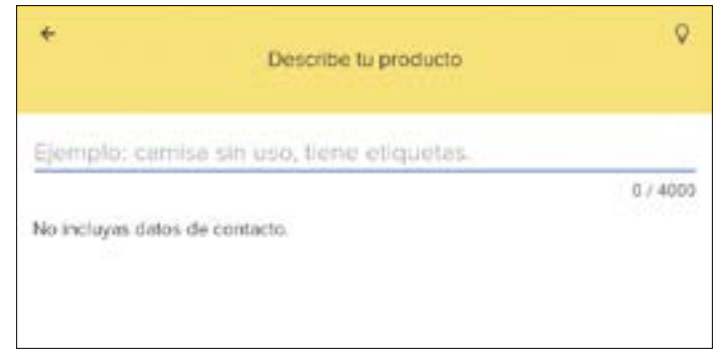 Describe tu producto
Ejemplo: camisa sin uso, tiene etiquetas.
0 / 4000
No incluyas datos de contacto.